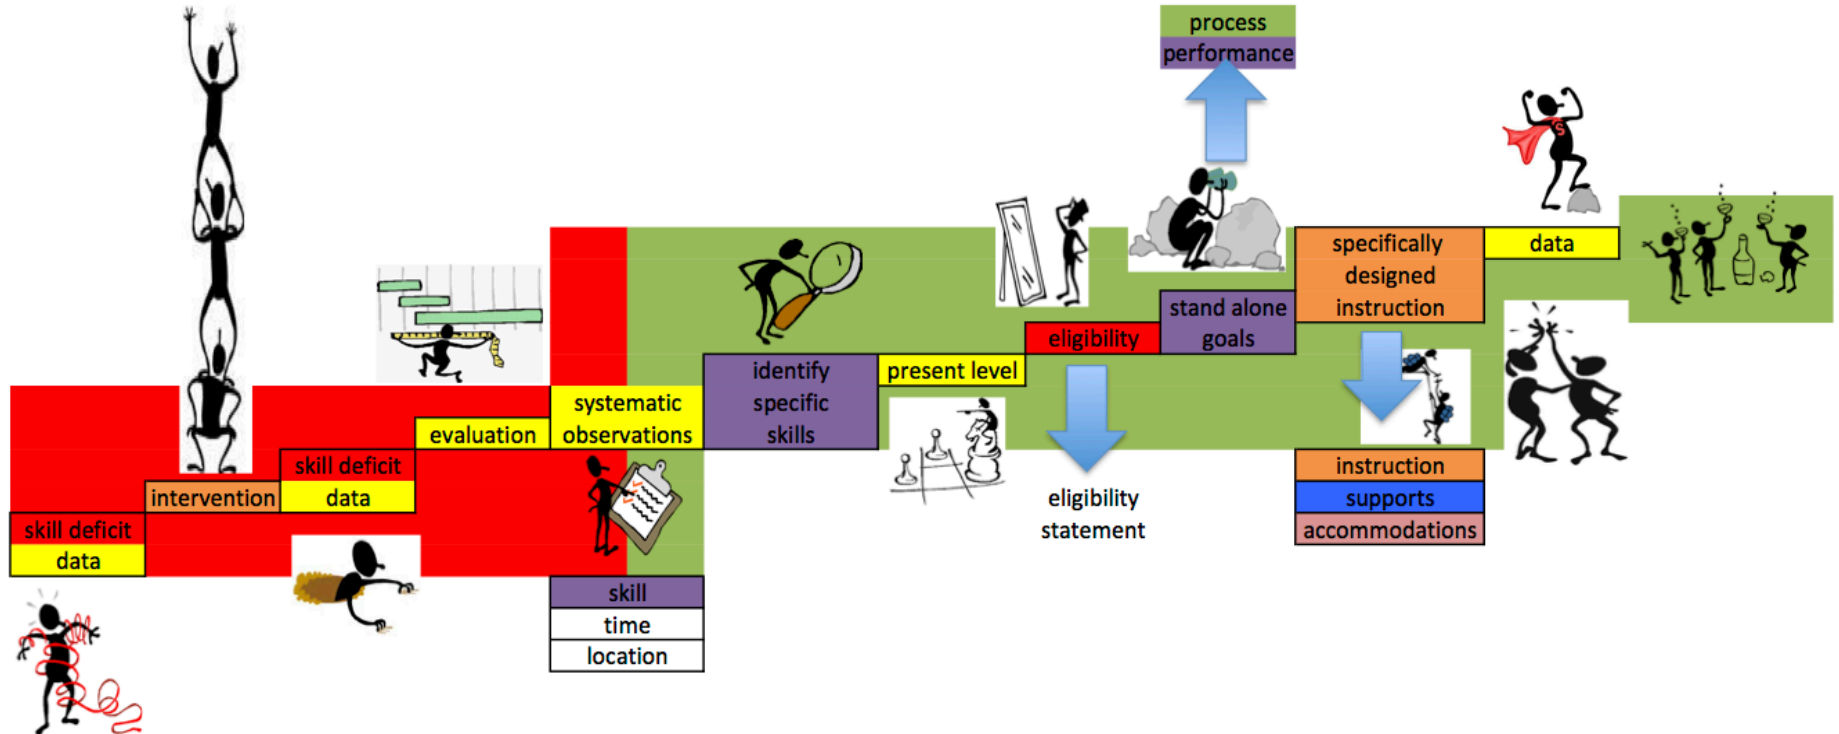 process
performance
specifically
designed
instruction
data
stand alone
goals
eligibility
identify
specific
skills
present level
systematic
observations
evaluation
skill deficit
data
intervention
skill deficit
data
eligibility
statement
instruction
supports
accommodations
skill
time
location
S